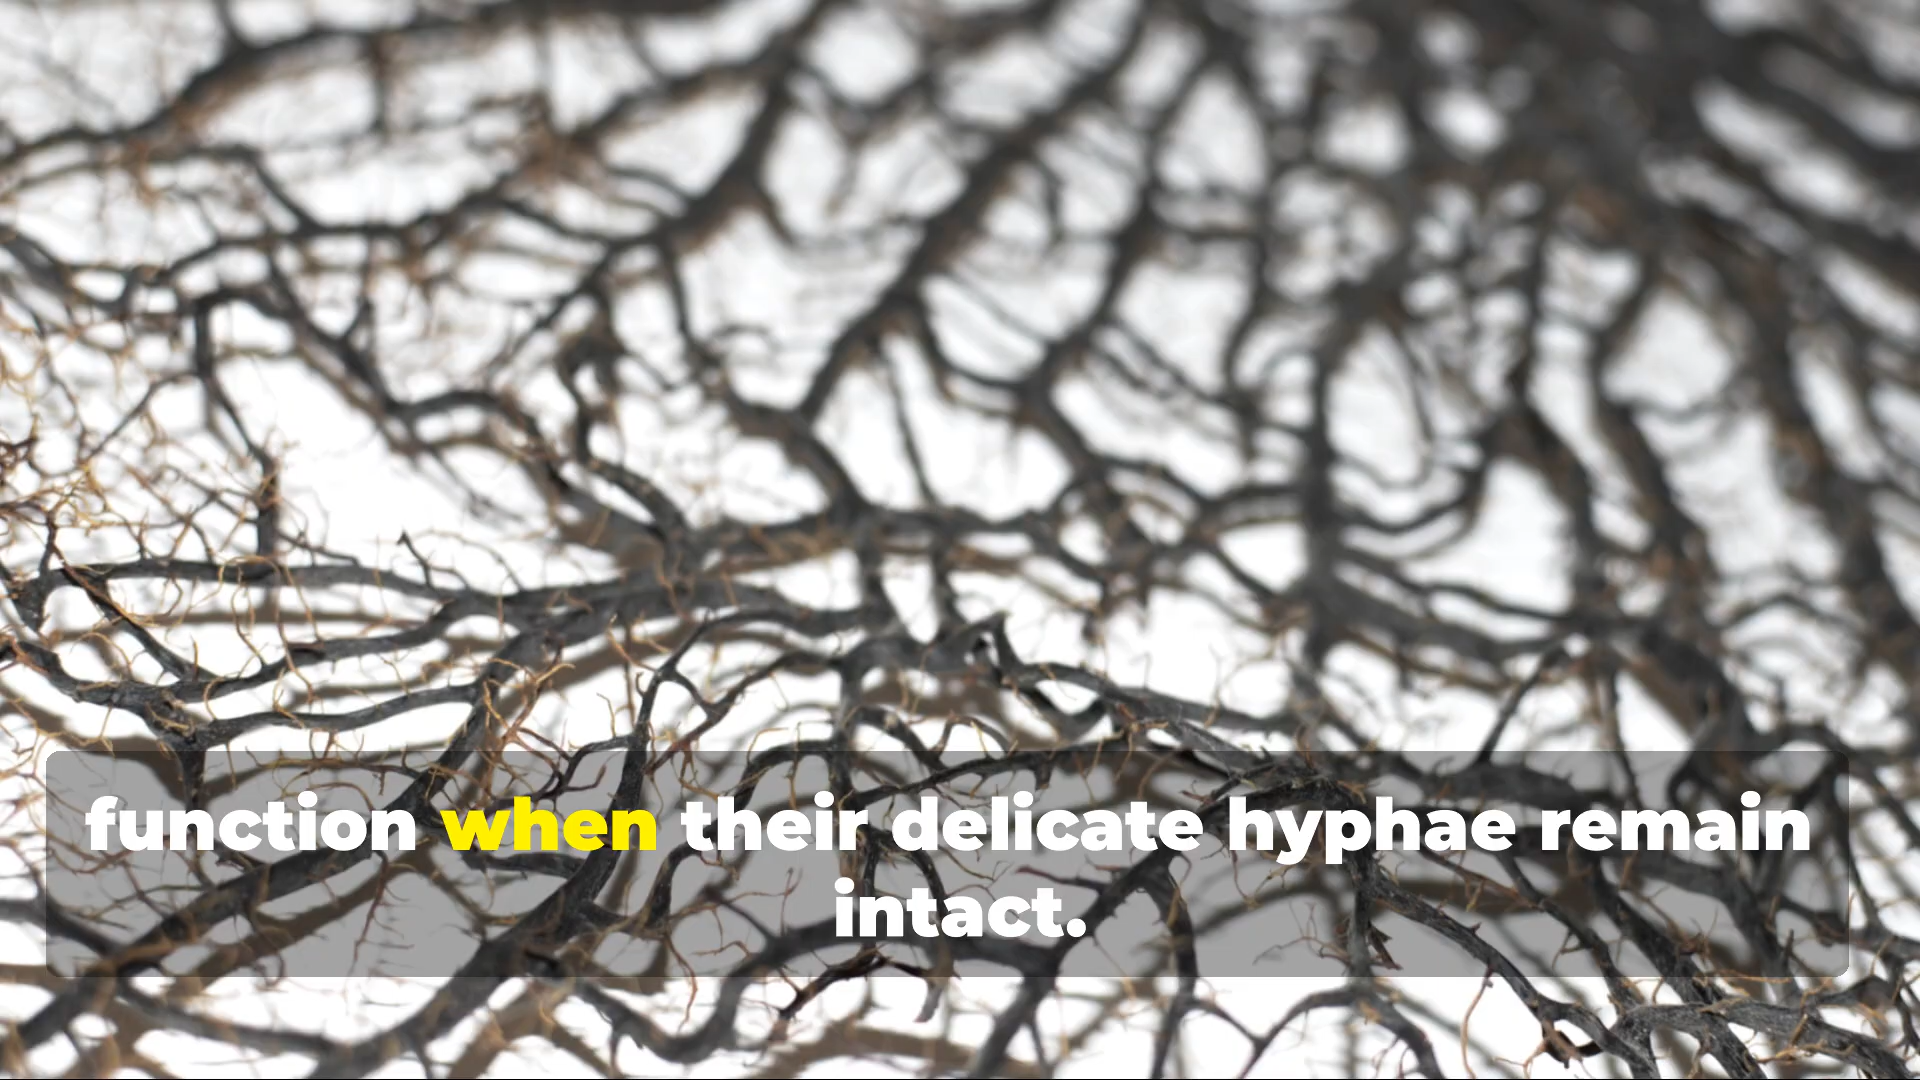 function when their delicate hyphae remain
intact.